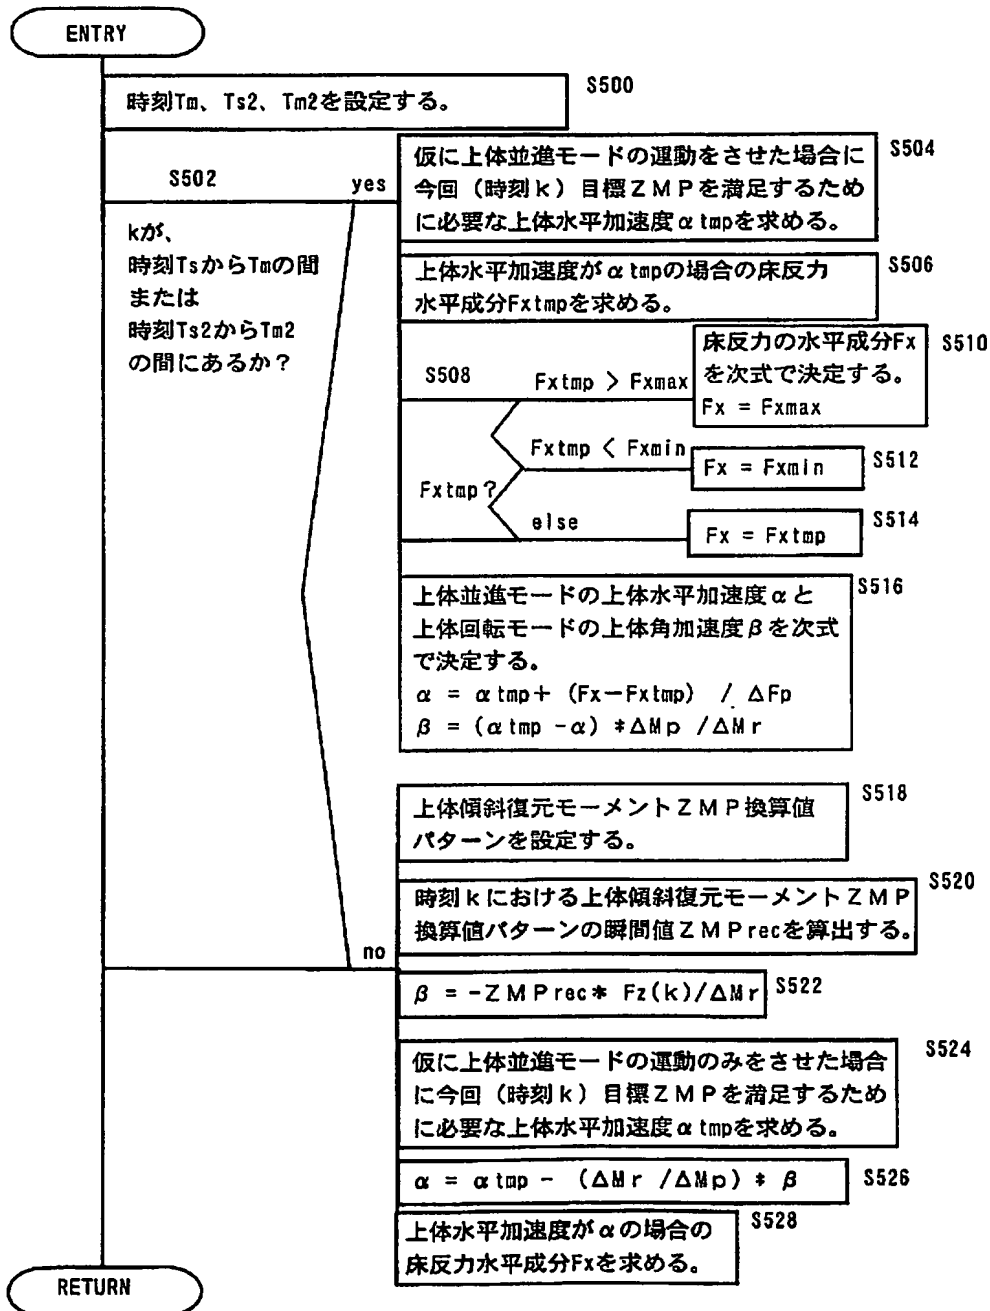 ENTRY
時刻Tm、Ts2、Tm2を設定する。
S500
S502
yes
kが、
時刻TsからTmの間
または
時刻Ts2からTm2
の間にあるか？
仮に上体並進モードの運動をさせた場合に
今回（時刻k）目標ZMPを満足するため
に必要な上体水平加速度αtmpを求める。
S504
上体水平加速度がαtmpの場合の床反力
水平成分Fxtmpを求める。
S506
S508
Fxtmp > Fxmax
床反力の水平成分Fx
を次式で決定する。
Fx = Fxmax
S510
Fxtmp?
Fxtmp < Fxmin
Fx = Fxmin
S512
else
Fx = Fxtmp
S514
上体並進モードの上体水平加速度αと
上体回転モードの上体角加速度βを次式
で決定する。
α = αtmp+ (Fx-Fxtmp) / ΔFp
β = (αtmp -α) *ΔMp /ΔMr
S516
上体傾斜復元モーメントZMP換算値
パターンを設定する。
S518
時刻kにおける上体傾斜復元モーメントZMP
換算値パターンの瞬間値ZMPrecを算出する。
S520
no
β = -ZMPrec* Fz(k)/ΔMr
S522
仮に上体並進モードの運動のみをさせた場合
に今回（時刻k）目標ZMPを満足するため
に必要な上体水平加速度αtmpを求める。
S524
α = αtmp - (ΔMr /ΔMp) * β
S526
上体水平加速度がαの場合の
床反力水平成分Fxを求める。
S528
RETURN